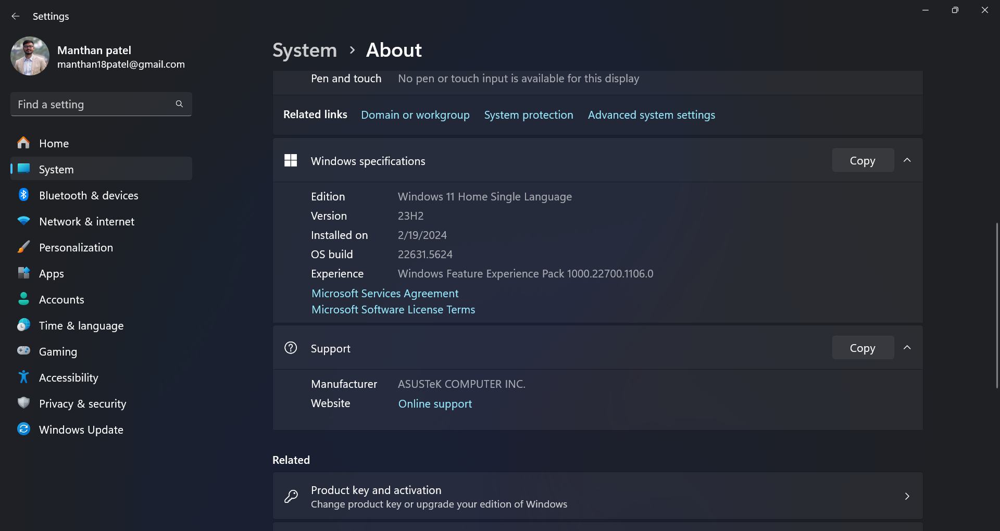 Settings
Manthan patel
manthan18patel@gmail.com
Find a setting
Home
System
Bluetooth & devices
Network & internet
Personalization
Apps
Accounts
Time & language
Gaming
Accessibility
Privacy & security
Windows Update
System > About
Pen and touch No pen or touch input is available for this display
Related links Domain or workgroup System protection Advanced system settings
Windows specifications Copy
Edition Windows 11 Home Single Language
Version 23H2
Installed on 2/19/2024
OS build 22631.5624
Experience Windows Feature Experience Pack 1000.22700.1106.0
Microsoft Services Agreement
Microsoft Software License Terms
Support Copy
Manufacturer ASUSTeK COMPUTER INC.
Website Online support
Related
Product key and activation
Change product key or upgrade your edition of Windows